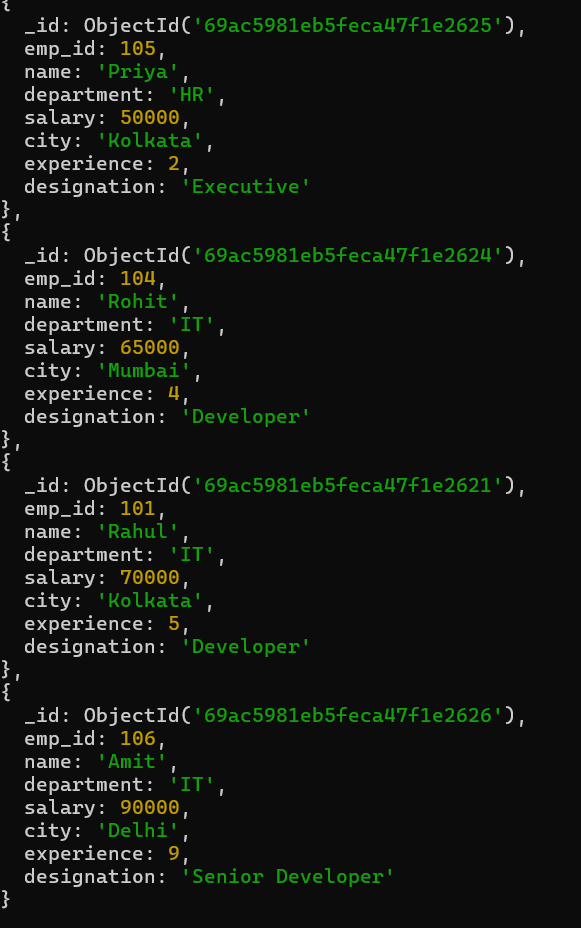 {
  _id: ObjectId('69ac5981eb5feca47f1e2625'),
  emp_id: 105,
  name: 'Priya',
  department: 'HR',
  salary: 50000,
  city: 'Kolkata',
  experience: 2,
  designation: 'Executive'
},
{
  _id: ObjectId('69ac5981eb5feca47f1e2624'),
  emp_id: 104,
  name: 'Rohit',
  department: 'IT',
  salary: 65000,
  city: 'Mumbai',
  experience: 4,
  designation: 'Developer'
},
{
  _id: ObjectId('69ac5981eb5feca47f1e2621'),
  emp_id: 101,
  name: 'Rahul',
  department: 'IT',
  salary: 70000,
  city: 'Kolkata',
  experience: 5,
  designation: 'Developer'
},
{
  _id: ObjectId('69ac5981eb5feca47f1e2626'),
  emp_id: 106,
  name: 'Amit',
  department: 'IT',
  salary: 90000,
  city: 'Delhi',
  experience: 9,
  designation: 'Senior Developer'
}